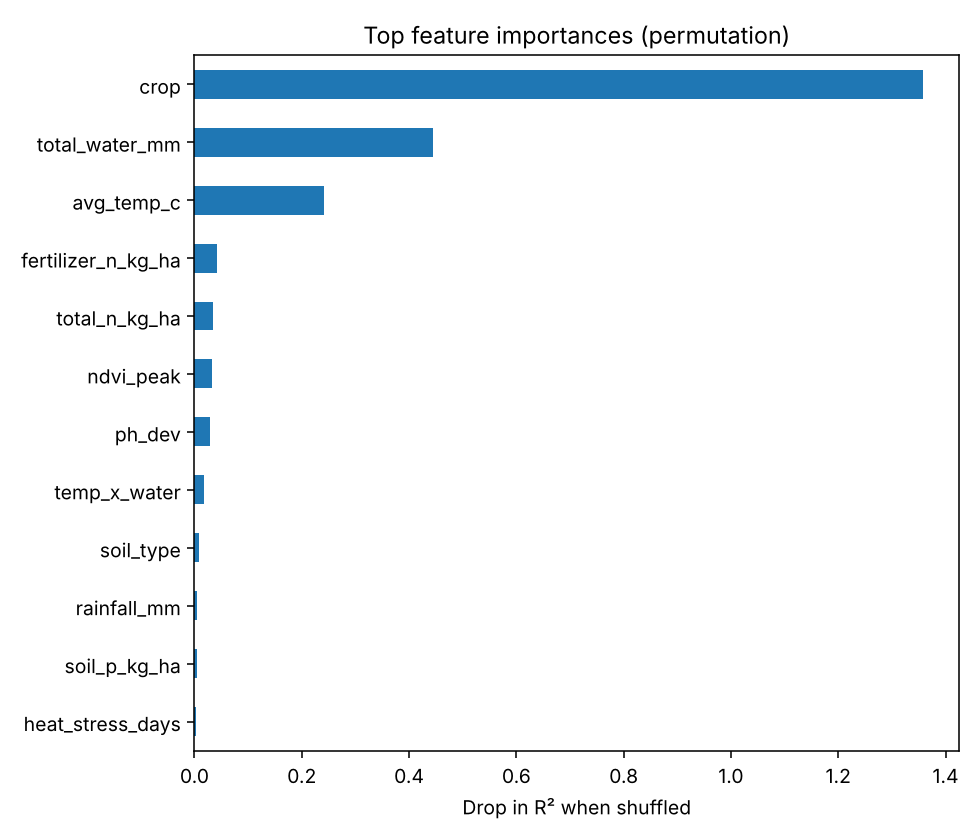 Top feature importances (permutation)
crop
total_water_mm
avg_temp_c
fertilizer_n_kg_ha
total_n_kg_ha
ndvi_peak
ph_dev
temp_x_water
soil_type
rainfall_mm
soil_p_kg_ha
heat_stress_days
0.0 0.2 0.4 0.6 0.8 1.0 1.2 1.4
Drop in R² when shuffled